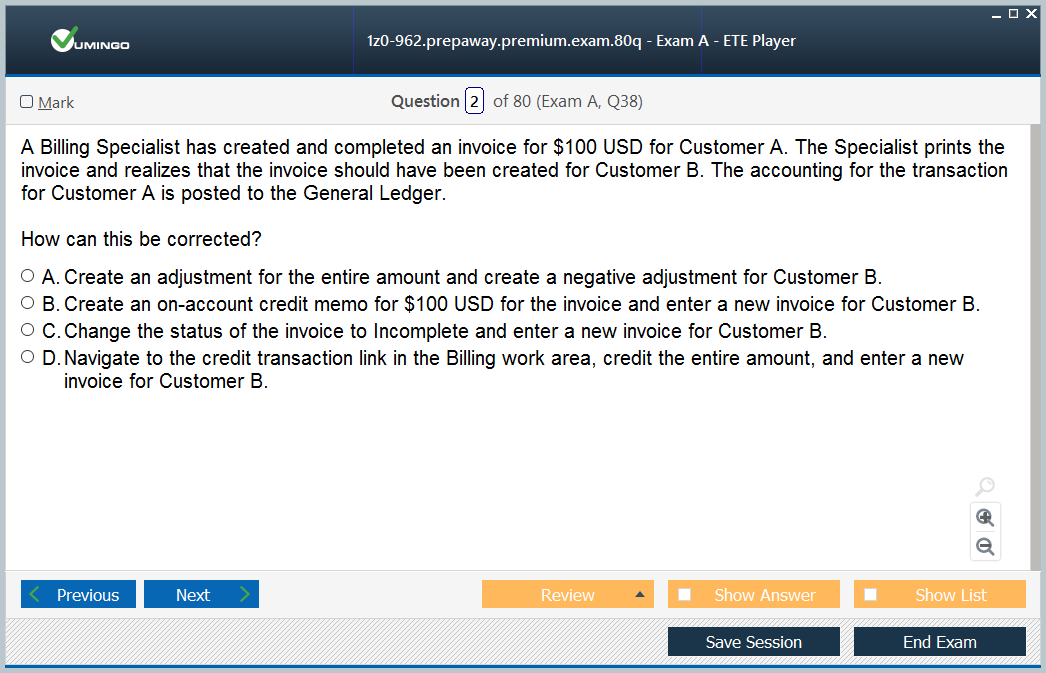 VUMINGO
1z0-962.prepaway.premium.exam.80q - Exam A - ETE Player
Mark
Question 2 of 80 (Exam A, Q38)
A Billing Specialist has created and completed an invoice for $100 USD for Customer A. The Specialist prints the
invoice and realizes that the invoice should have been created for Customer B. The accounting for the transaction
for Customer A is posted to the General Ledger.
How can this be corrected?
A. Create an adjustment for the entire amount and create a negative adjustment for Customer B.
B. Create an on-account credit memo for $100 USD for the invoice and enter a new invoice for Customer B.
C. Change the status of the invoice to Incomplete and enter a new invoice for Customer B.
D. Navigate to the credit transaction link in the Billing work area, credit the entire amount, and enter a new
invoice for Customer B.
Previous
Next
Review
Show Answer
Show List
Save Session
End Exam